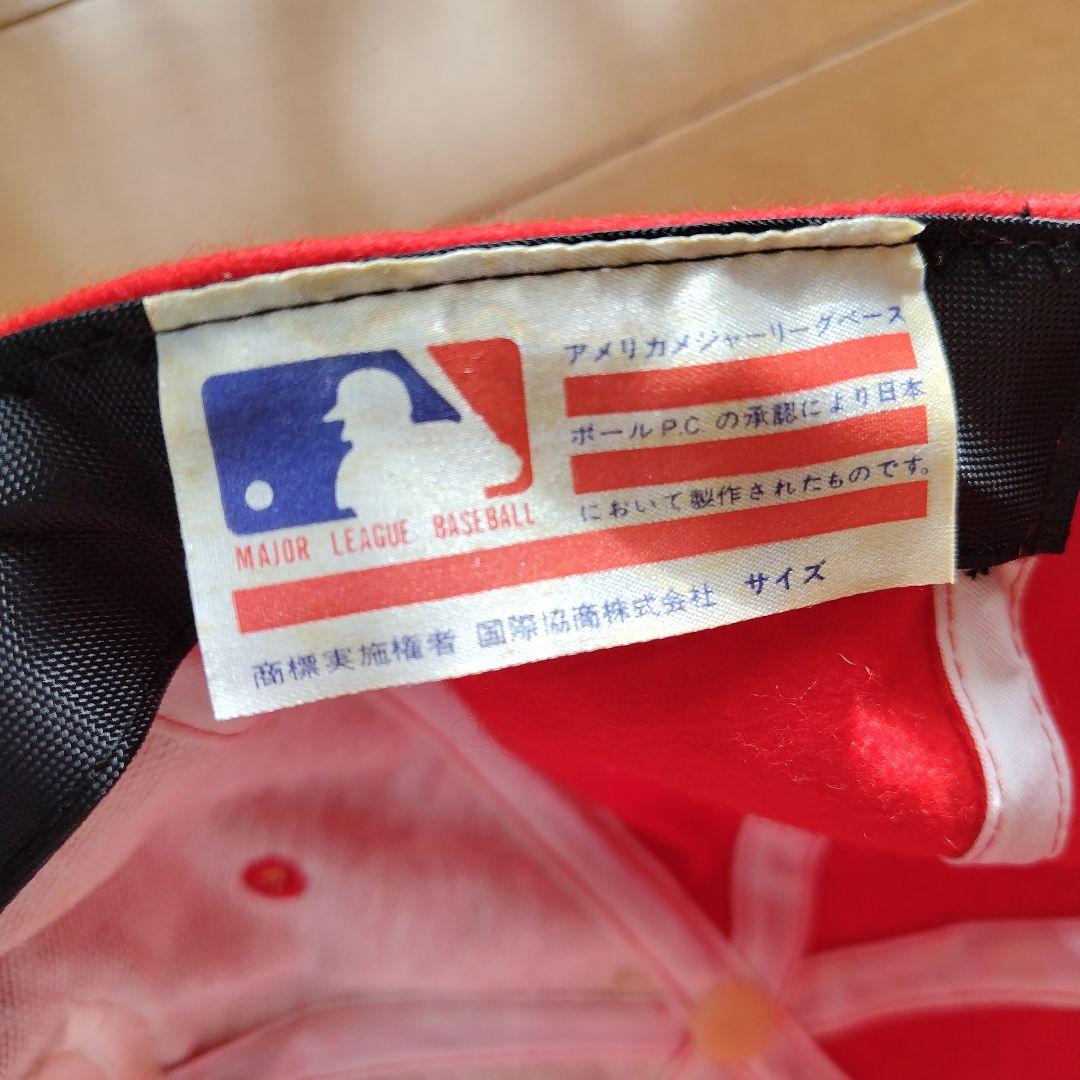 MAJOR LEAGUE BASEBALL
アメリカメジャーリーグベース
ボールP.C の承認により日本
において製作されたものです。
商標実施権者 国際協商株式会社 サイズ